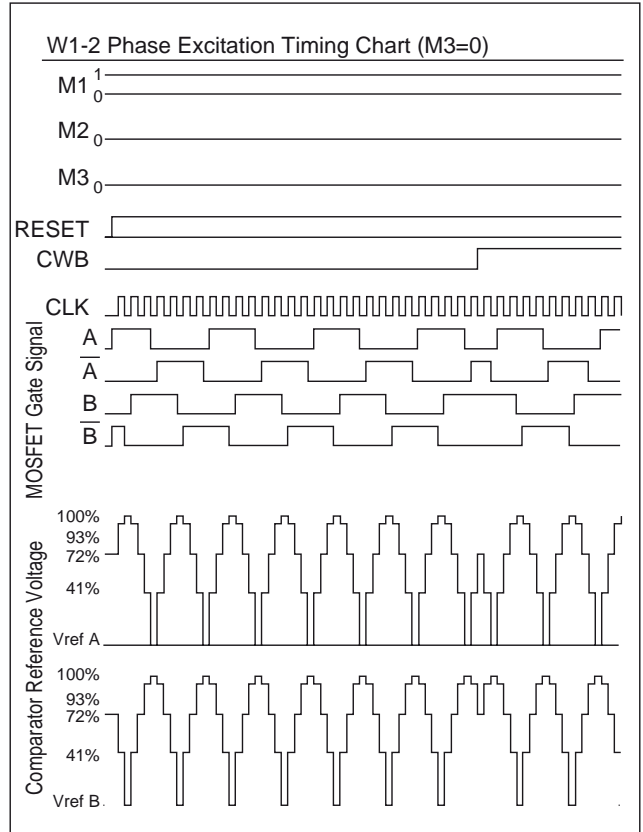 W1-2 Phase Excitation Timing Chart (M3=0)
M1 1
0
M2 0
M3 0
RESET
CWB
CLK
MOSFET Gate Signal
A
A̅
B
B̅
Comparator Reference Voltage
100%
93%
72%
41%
Vref A
100%
93%
72%
41%
Vref B